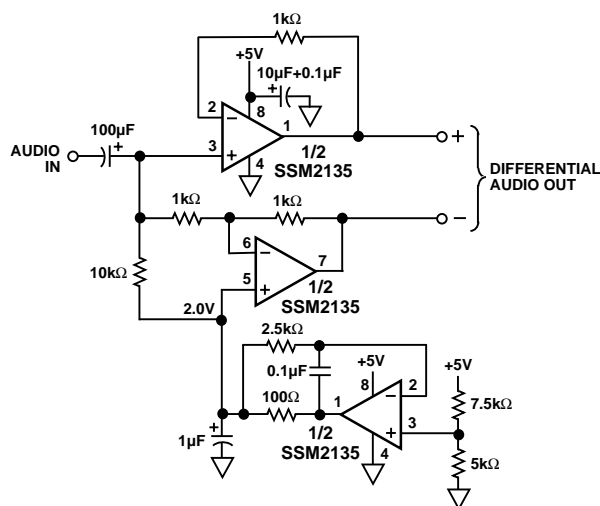 1kΩ
+5V
10µF+0.1µF
2
8
1
100µF
AUDIO
IN
3
4
1/2
SSM2135
+
DIFFERENTIAL
AUDIO OUT
1kΩ
1kΩ
−
6
7
10kΩ
5
1/2
SSM2135
2.0V
2.5kΩ
+5V
+5V
0.1µF
8
2
7.5kΩ
100Ω
1
3
1µF
1/2
SSM2135
4
5kΩ